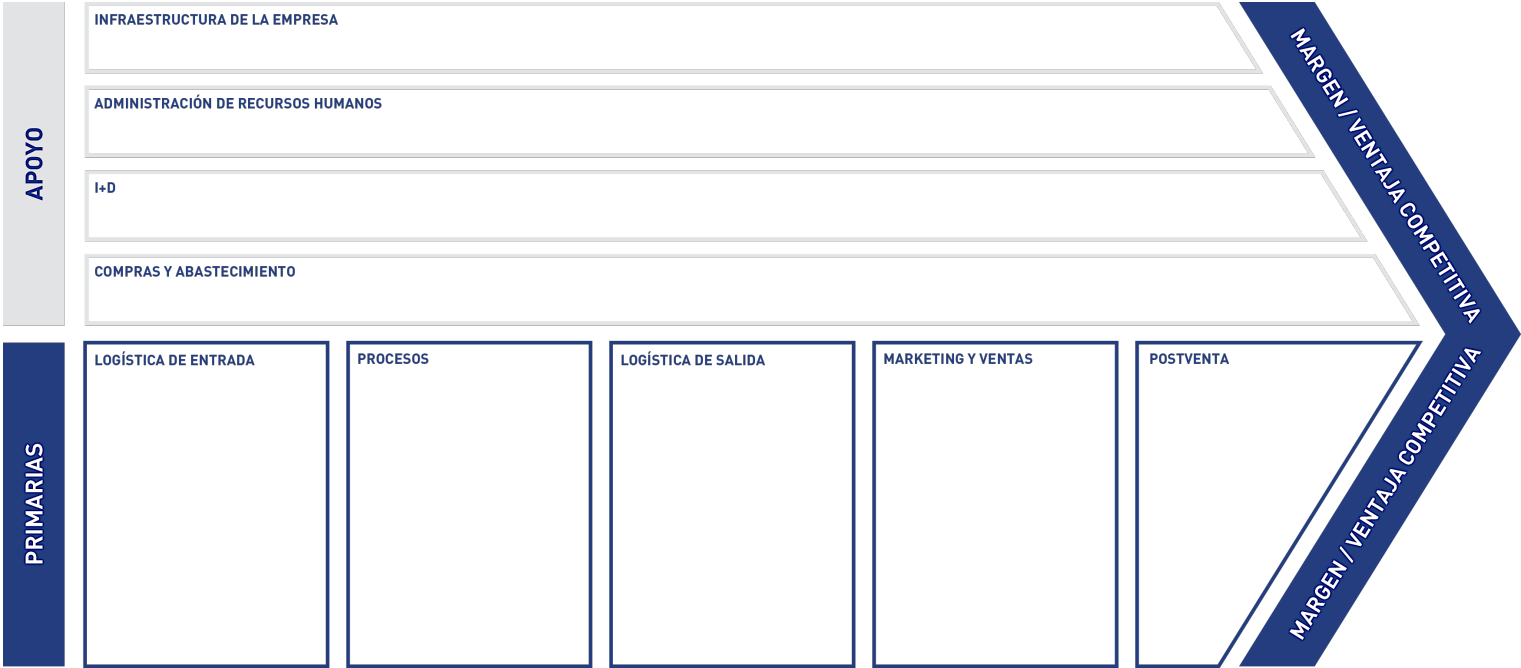 APOYO
INFRAESTRUCTURA DE LA EMPRESA
ADMINISTRACIÓN DE RECURSOS HUMANOS
I+D
COMPRAS Y ABASTECIMIENTO
MARGEN / VENTAJA COMPETITIVA
PRIMARIAS
LOGÍSTICA DE ENTRADA
PROCESOS
LOGÍSTICA DE SALIDA
MARKETING Y VENTAS
POSTVENTA
MARGEN / VENTAJA COMPETITIVA